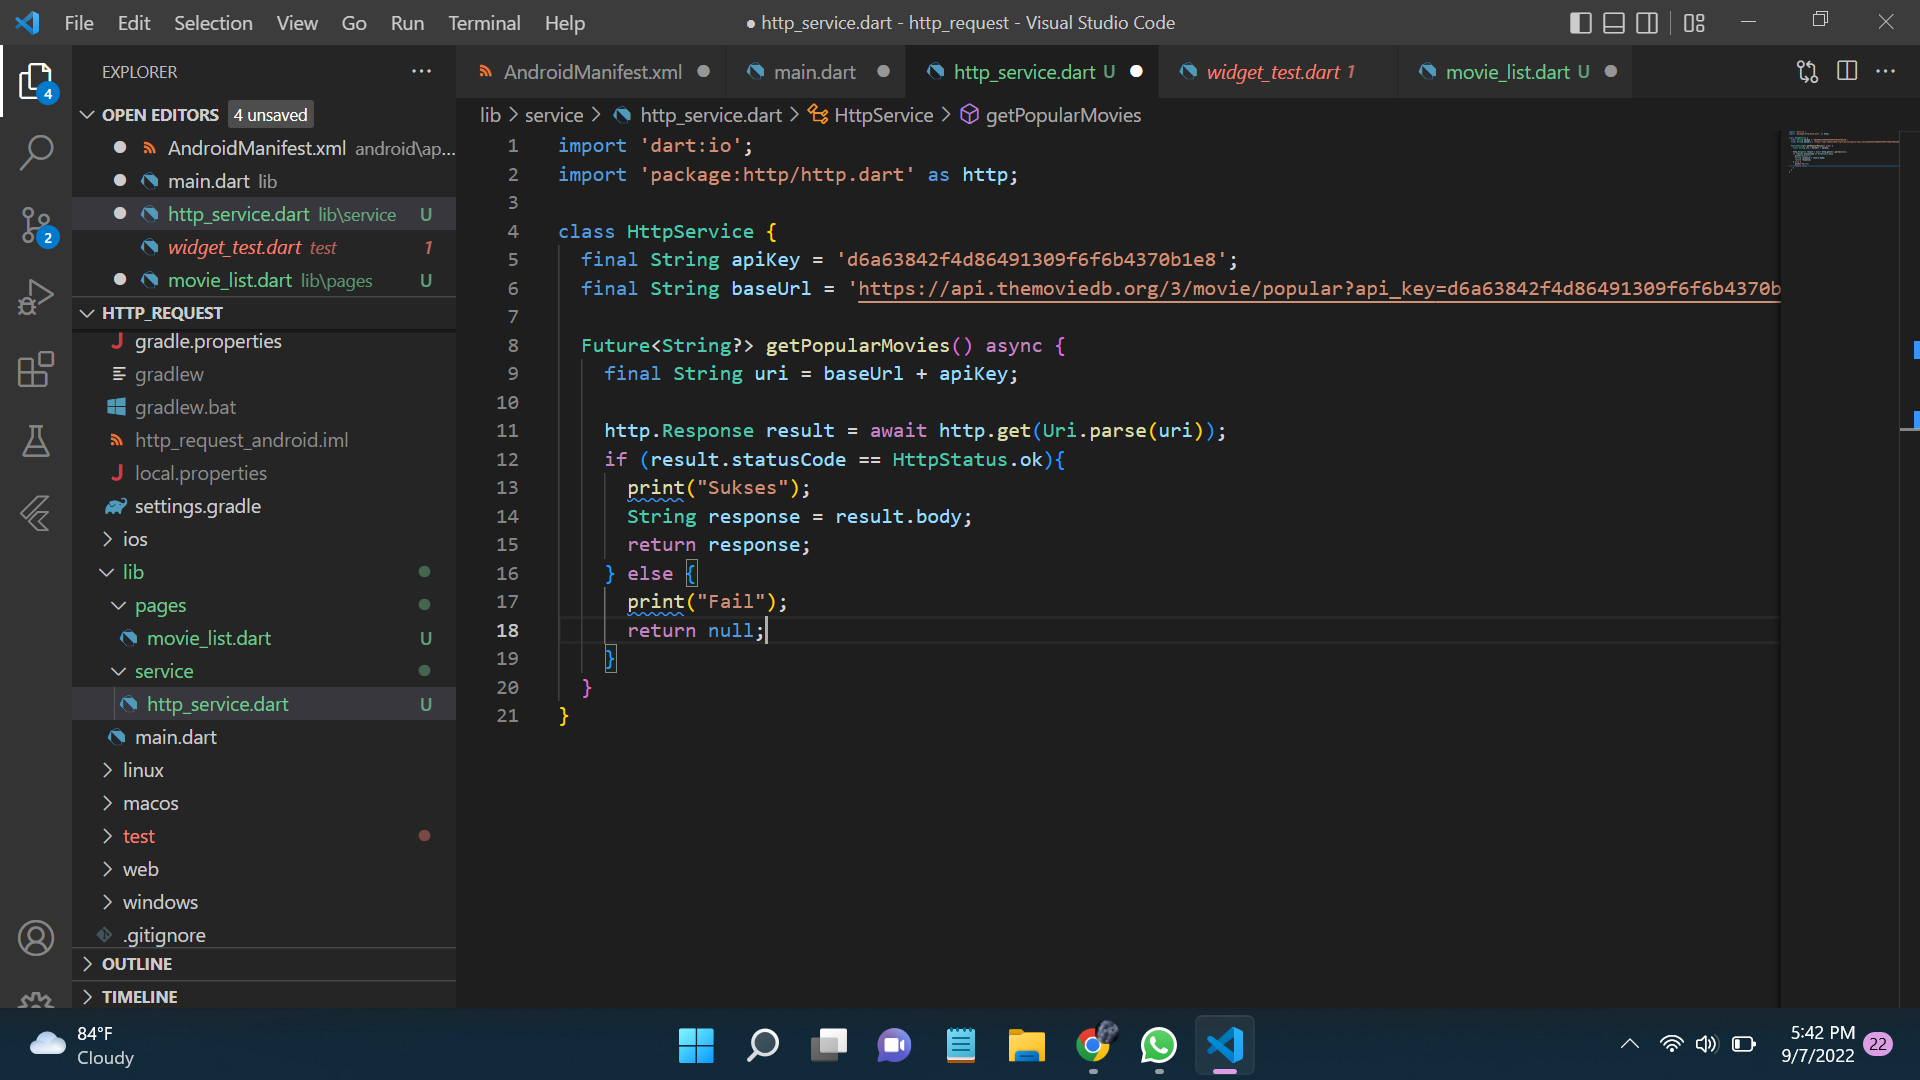 File Edit Selection View Go Run Terminal Help
● http_service.dart - http_request - Visual Studio Code
EXPLORER
OPEN EDITORS 4 unsaved
AndroidManifest.xml android\ap...
main.dart lib
http_service.dart lib\service U
widget_test.dart test 1
movie_list.dart lib\pages U
HTTP_REQUEST
gradle.properties
gradlew
gradlew.bat
http_request_android.iml
local.properties
settings.gradle
ios
lib
pages
movie_list.dart U
service
http_service.dart U
main.dart
linux
macos
test
web
windows
.gitignore
OUTLINE
TIMELINE
4
2
AndroidManifest.xml main.dart http_service.dart U widget_test.dart 1 movie_list.dart U
lib > service > http_service.dart > HttpService > getPopularMovies
1 import 'dart:io';
2 import 'package:http/http.dart' as http;
3
4 class HttpService {
5 final String apiKey = 'd6a63842f4d86491309f6f6b4370b1e8';
6 final String baseUrl = 'https://api.themoviedb.org/3/movie/popular?api_key=d6a63842f4d86491309f6f6b4370b
7
8 Future<String?> getPopularMovies() async {
9 final String uri = baseUrl + apiKey;
10
11 http.Response result = await http.get(Uri.parse(uri));
12 if (result.statusCode == HttpStatus.ok){
13 print("Sukses");
14 String response = result.body;
15 return response;
16 } else {
17 print("Fail");
18 return null;
19 }
20 }
21 }
84°F
Cloudy
5:42 PM
9/7/2022
22